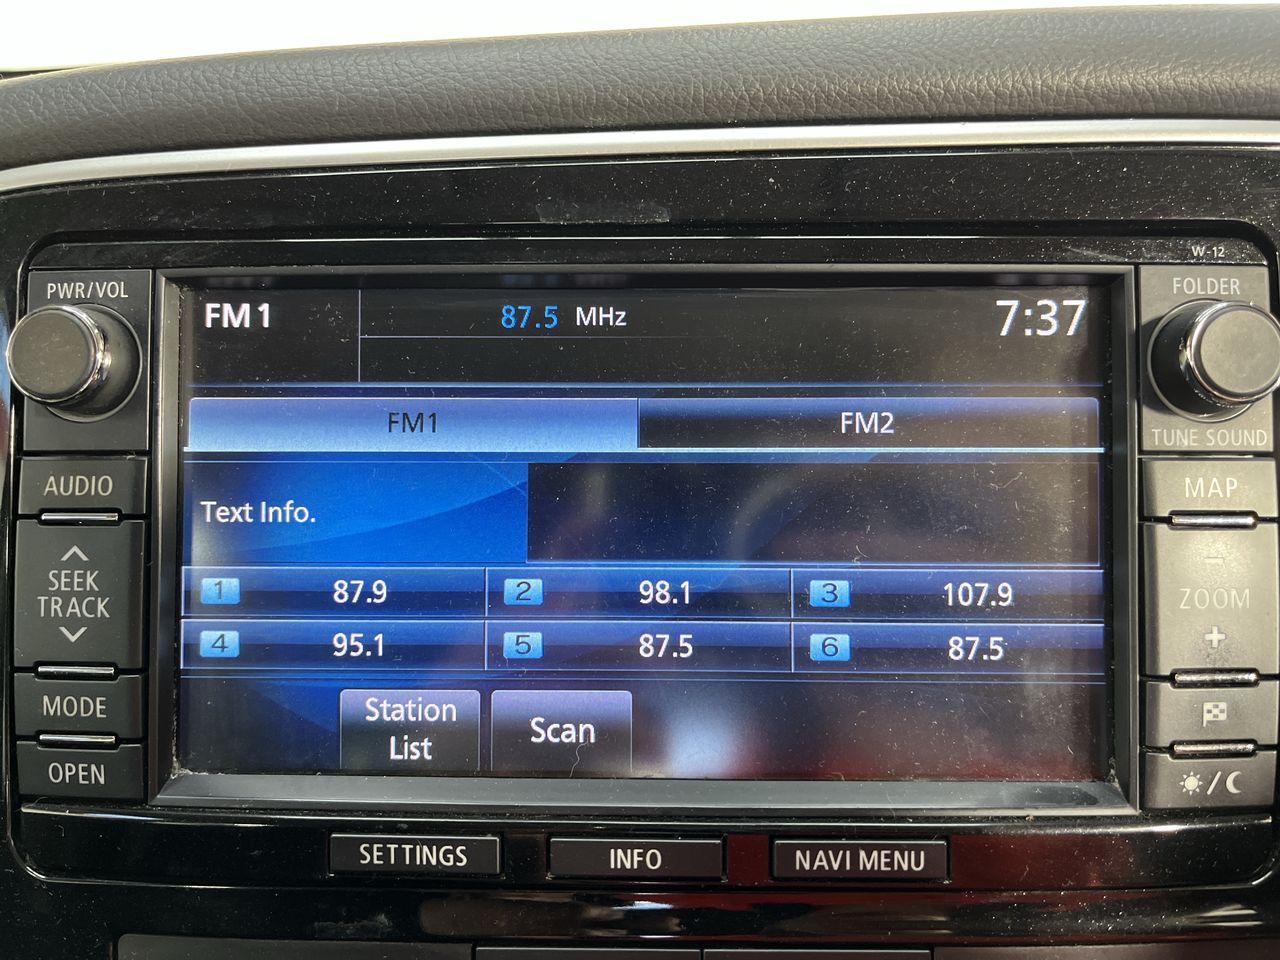 W-12
PWR/VOL
FOLDER
FM1 87.5 MHz 7:37
FM1 FM2
TUNE SOUND
AUDIO
MAP
Text Info.
SEEK
TRACK
−
ZOOM
+
1 87.9 2 98.1 3 107.9
4 95.1 5 87.5 6 87.5
MODE
Station
List
Scan
OPEN
/
SETTINGS INFO NAVI MENU